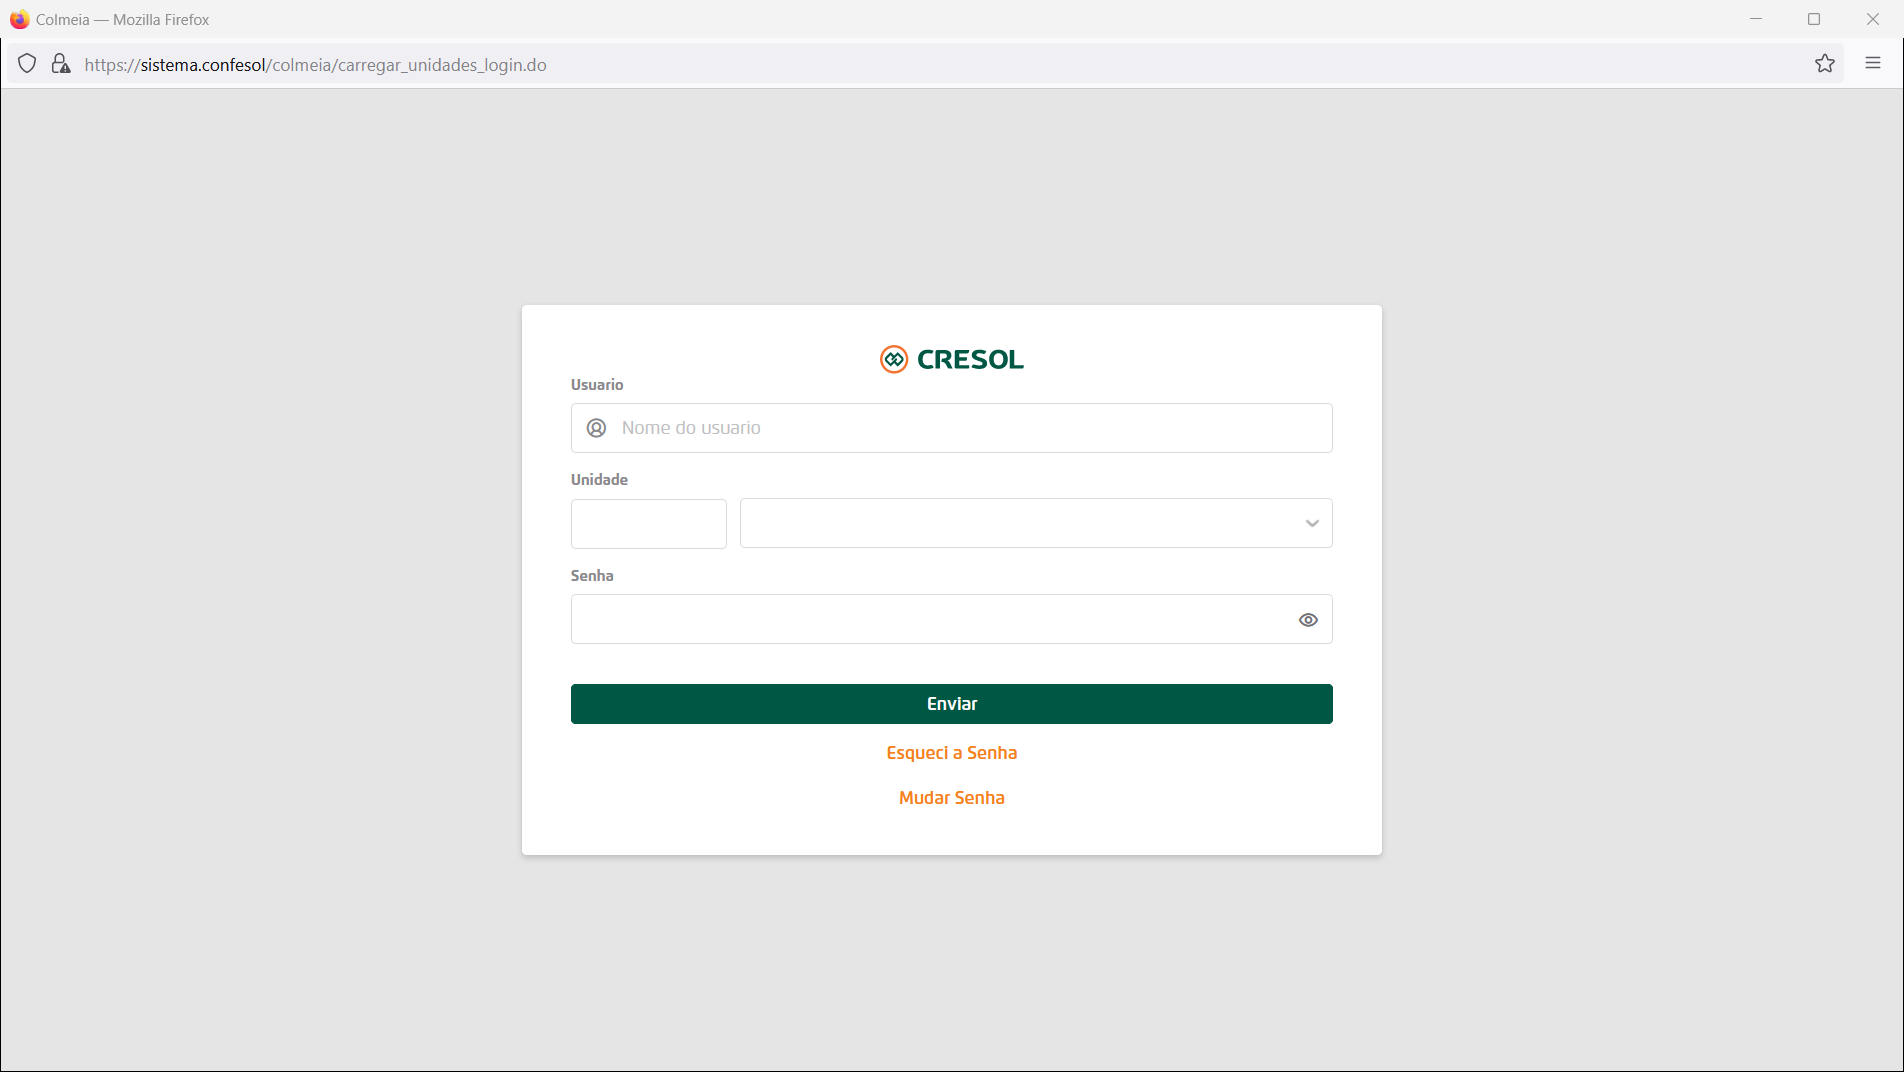 Colmeia — Mozilla Firefox
https://sistema.confesol/colmeia/carregar_unidades_login.do
CRESOL
Usuario
Nome do usuario
Unidade
Senha
Enviar
Esqueci a Senha
Mudar Senha